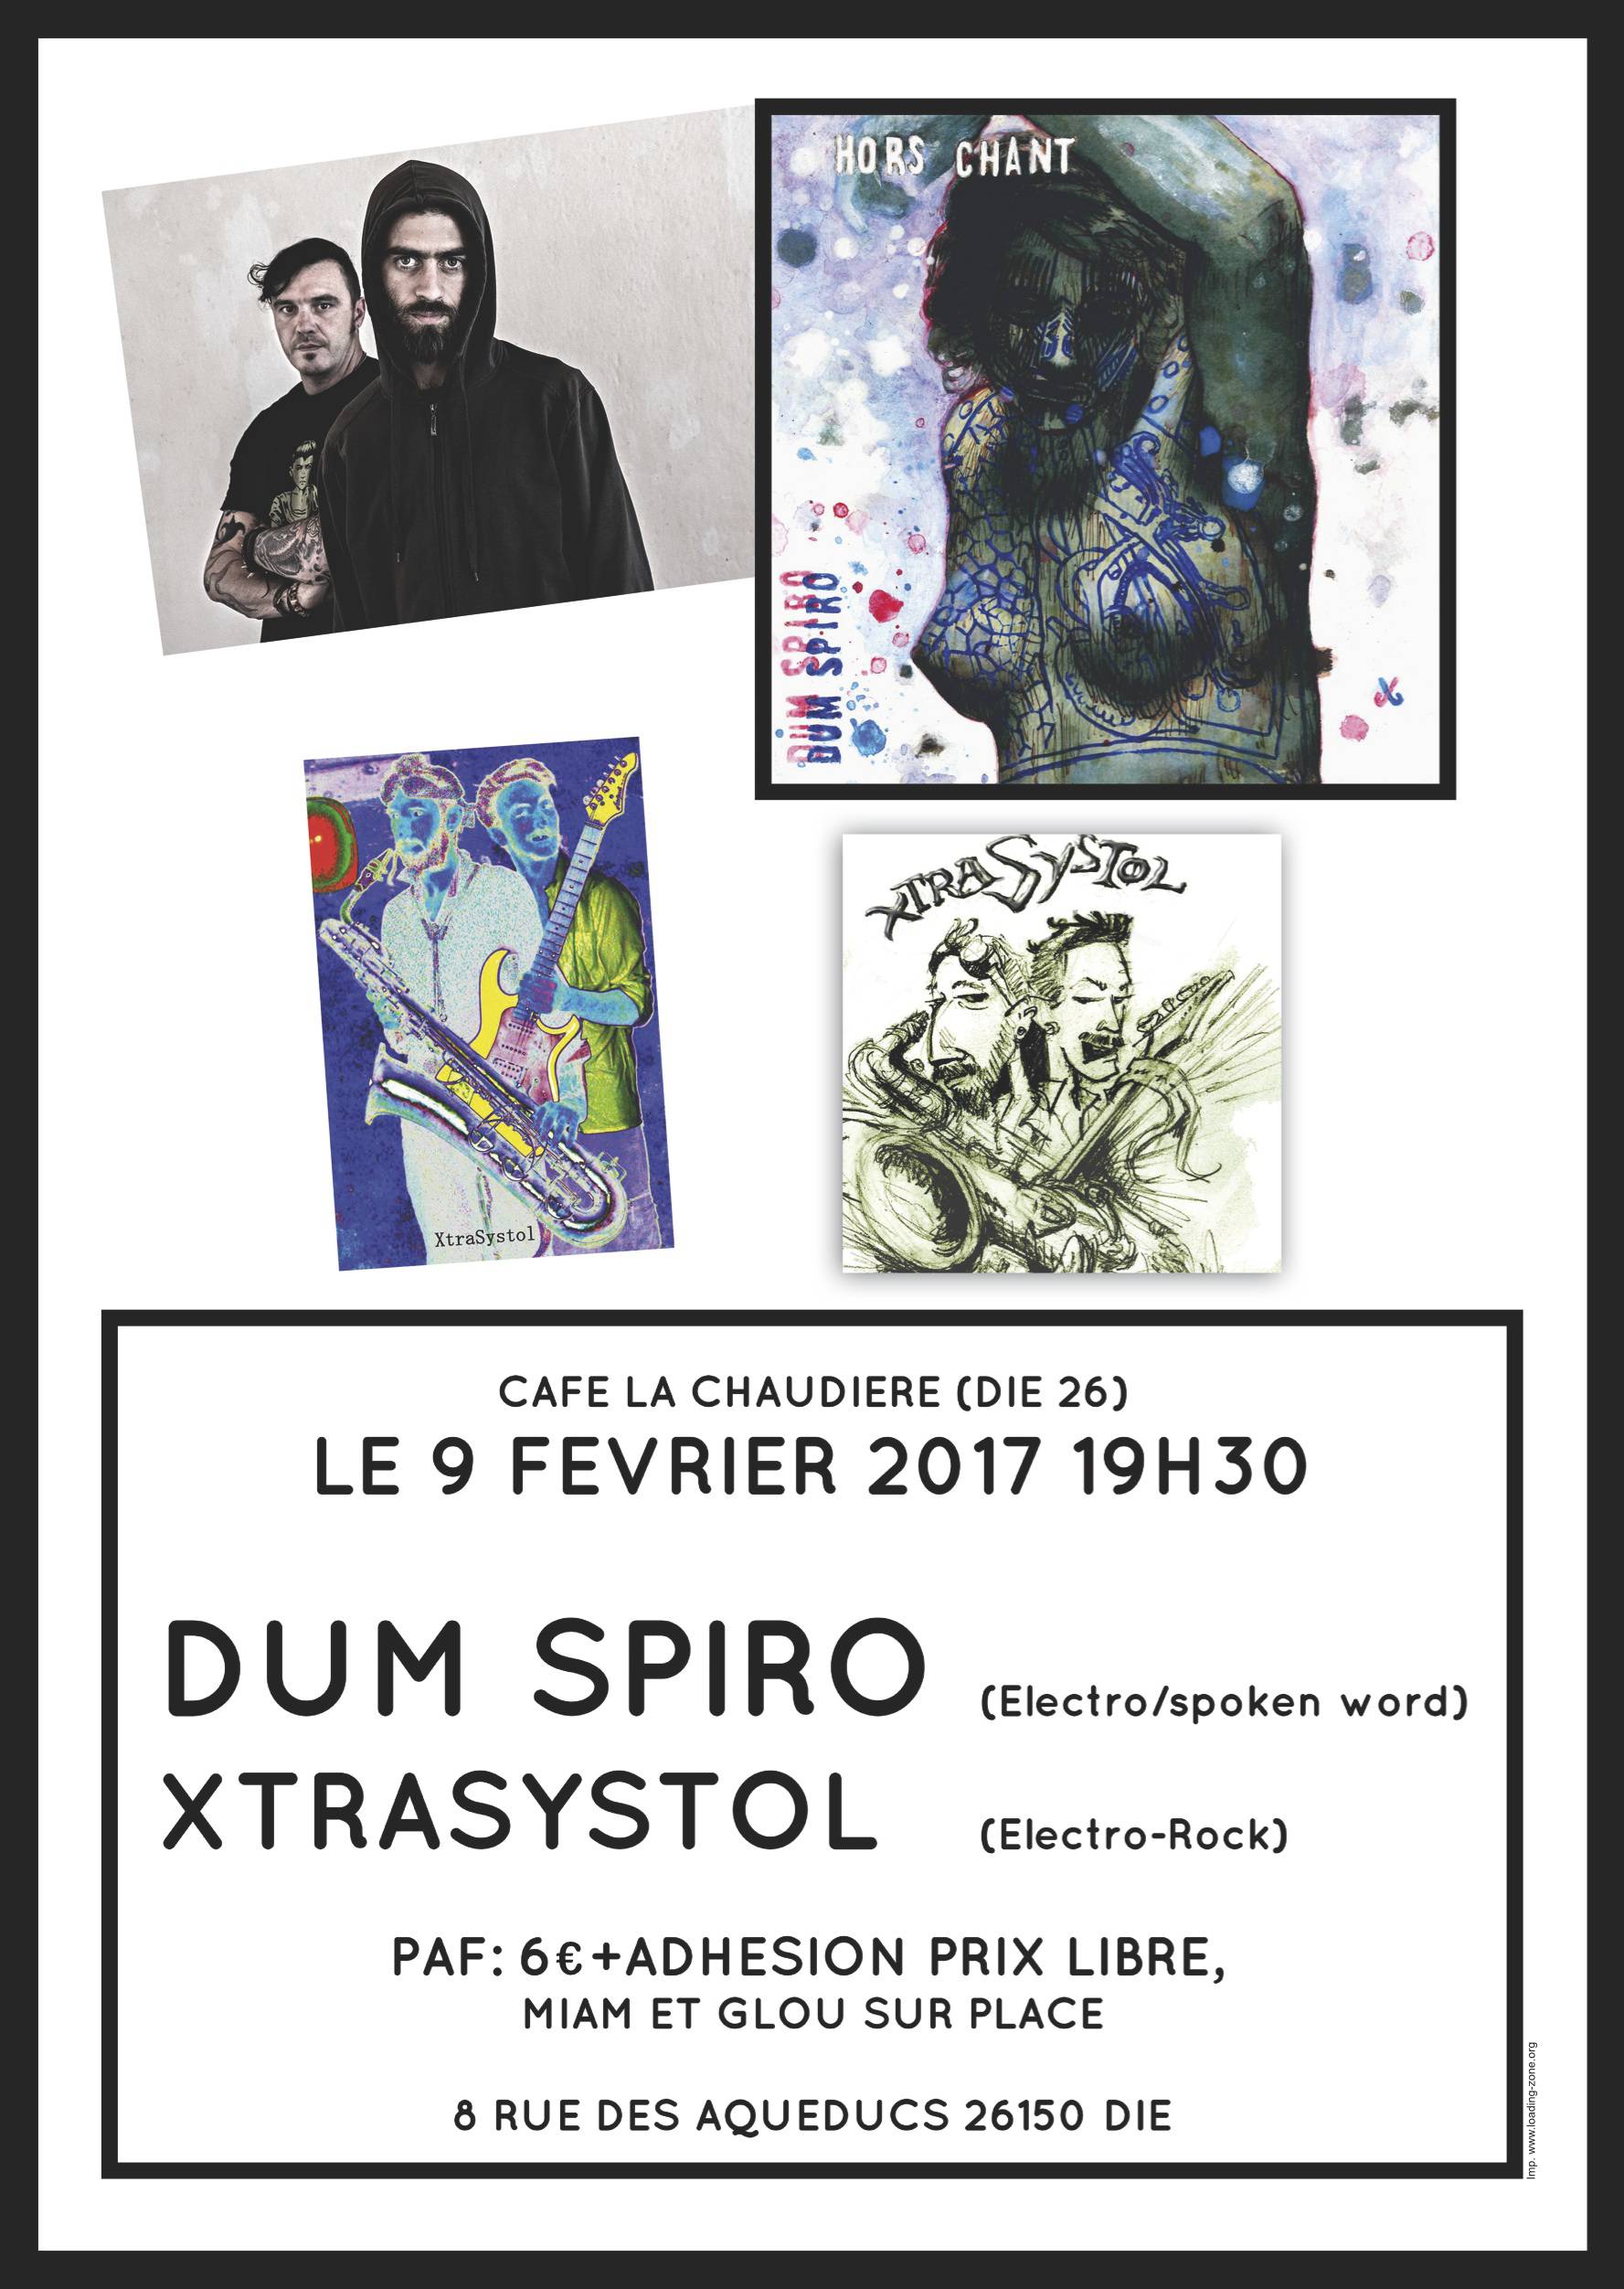 HORS CHANT
DUM SPIRO
DUM SPIRO
XtraSystol
XTRASYSTOL
CAFE LA CHAUDIERE (DIE 26)
LE 9 FEVRIER 2017 19H30
DUM SPIRO (Electro/spoken word)
XTRASYSTOL (Electro-Rock)
PAF: 6€+ADHESION PRIX LIBRE,
MIAM ET GLOU SUR PLACE
8 RUE DES AQUEDUCS 26150 DIE
Imp. www.loading-zone.org